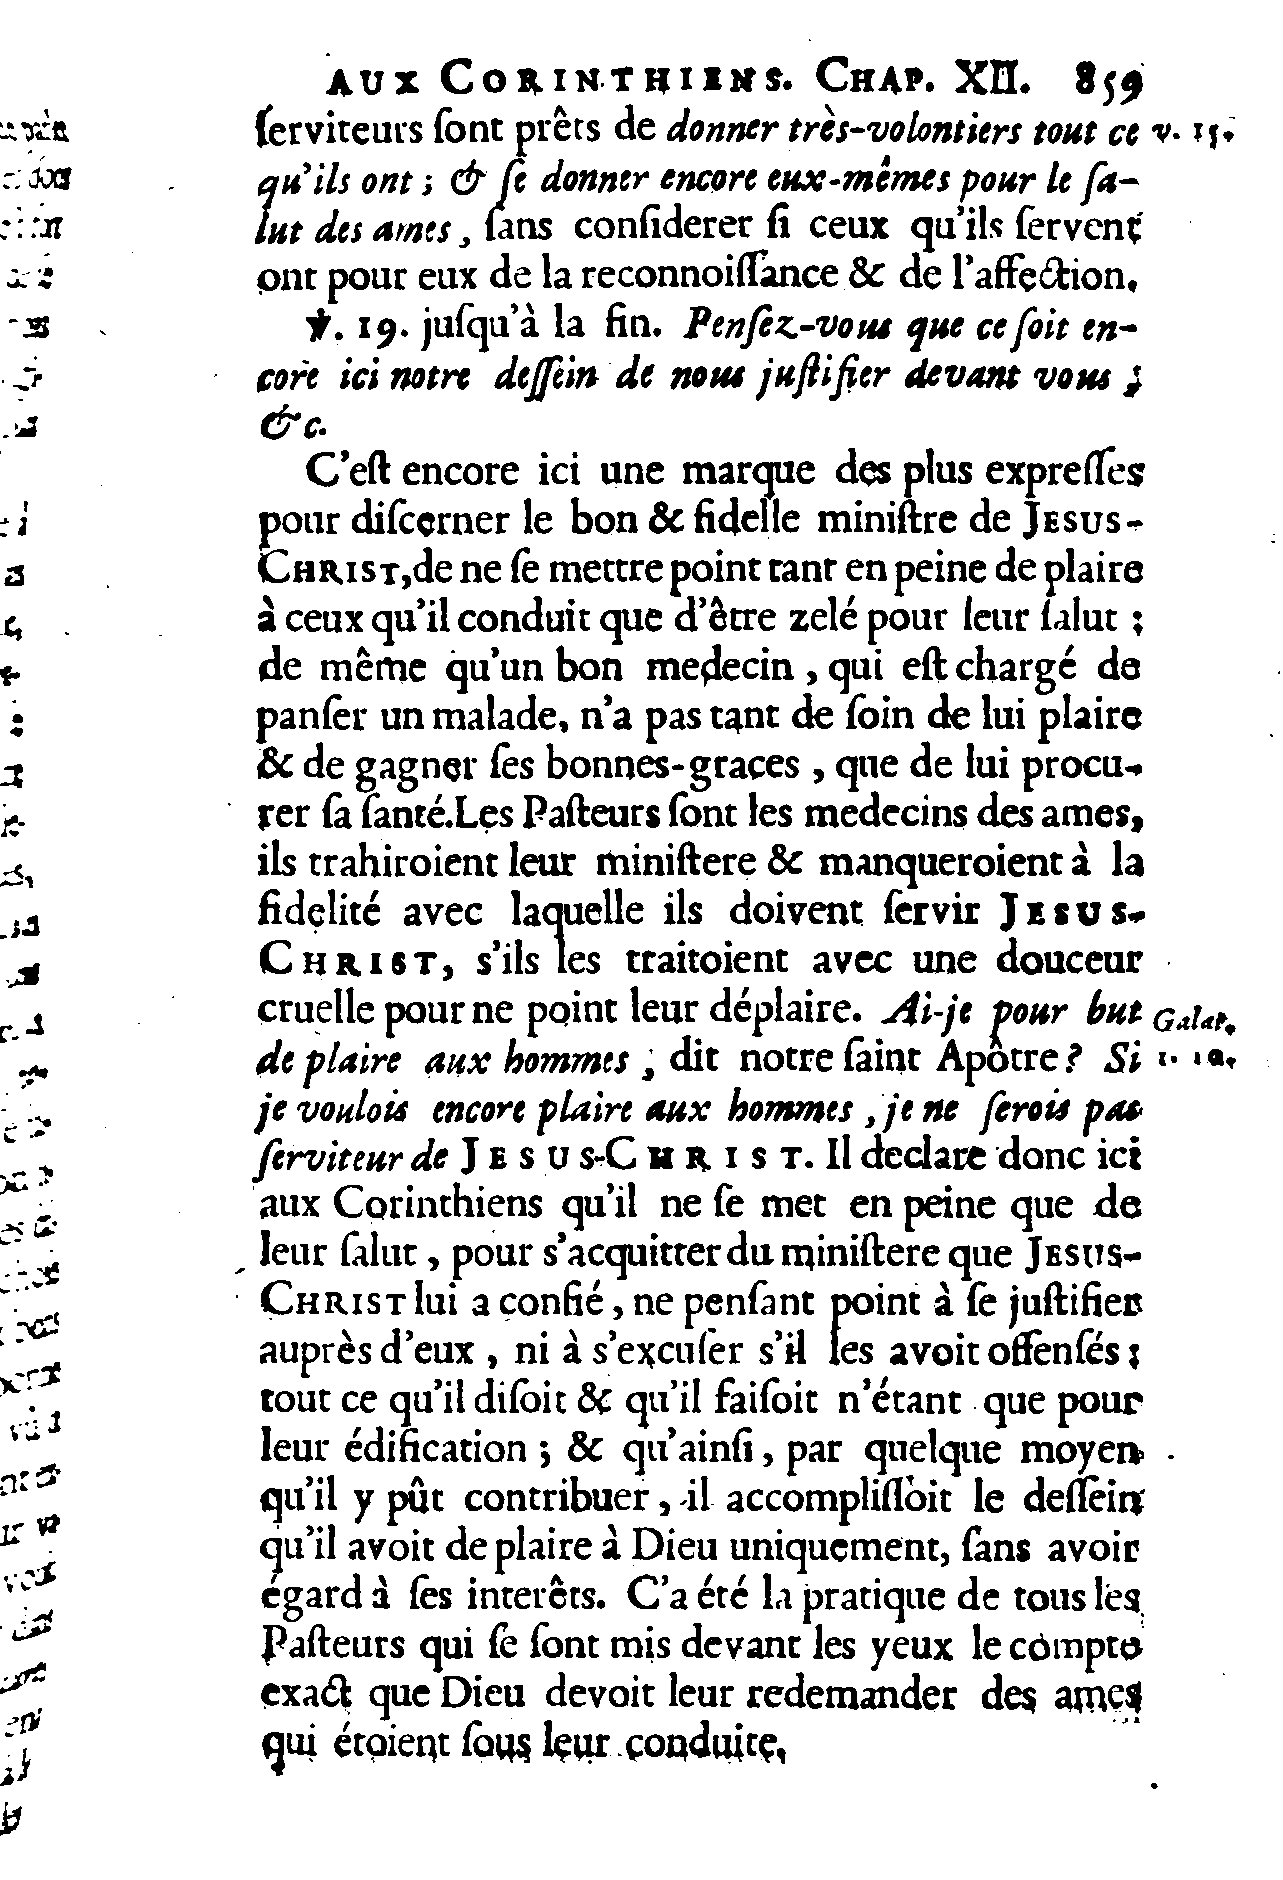 AUX CORINTHIENS. CHAP. XII. 859
ſerviteurs ſont prêts de donner très-volontiers tout ce v. 15.
qu'ils ont ; & ſe donner encore eux-mêmes pour le ſa-
lut des ames, ſans conſiderer ſi ceux qu'ils ſervent
ont pour eux de la reconnoiſſance & de l'affection.
℣. 19. juſqu'à la fin. Penſez-vous que ce ſoit en-
core ici notre deſſein de nous juſtifier devant vous ;
&c.
C'eſt encore ici une marque des plus expreſſes
pour diſcerner le bon & fidelle miniſtre de JESUS-
CHRIST, de ne ſe mettre point tant en peine de plaire
à ceux qu'il conduit que d'être zelé pour leur ſalut ;
de même qu'un bon medecin , qui eſt chargé de
panſer un malade, n'a pas tant de ſoin de lui plaire
& de gagner ſes bonnes-graces , que de lui procu-
rer ſa ſanté. Les Paſteurs ſont les medecins des ames,
ils trahiroient leur miniſtere & manqueroient à la
fidelité avec laquelle ils doivent ſervir JESUS-
CHRIST, s'ils les traitoient avec une douceur
cruelle pour ne point leur déplaire. Ai-je pour but Galat.
de plaire aux hommes , dit notre ſaint Apôtre ? Si 1. 10.
je voulois encore plaire aux hommes , je ne ſerois pas
ſerviteur de JESUS-CHRIST. Il declare donc ici
aux Corinthiens qu'il ne ſe met en peine que de
leur ſalut , pour s'acquitter du miniſtere que JESUS-
CHRIST lui a confié , ne penſant point à ſe juſtifier
auprès d'eux , ni à s'excuſer s'il les avoit offenſés ;
tout ce qu'il diſoit & qu'il faiſoit n'étant que pour
leur édification ; & qu'ainſi , par quelque moyen
qu'il y pût contribuer , il accompliſſoit le deſſein
qu'il avoit de plaire à Dieu uniquement, ſans avoir
égard à ſes interêts. C'a été la pratique de tous les
Paſteurs qui ſe ſont mis devant les yeux le compte
exact que Dieu devoit leur redemander des ames
qui étoient ſous leur conduite.